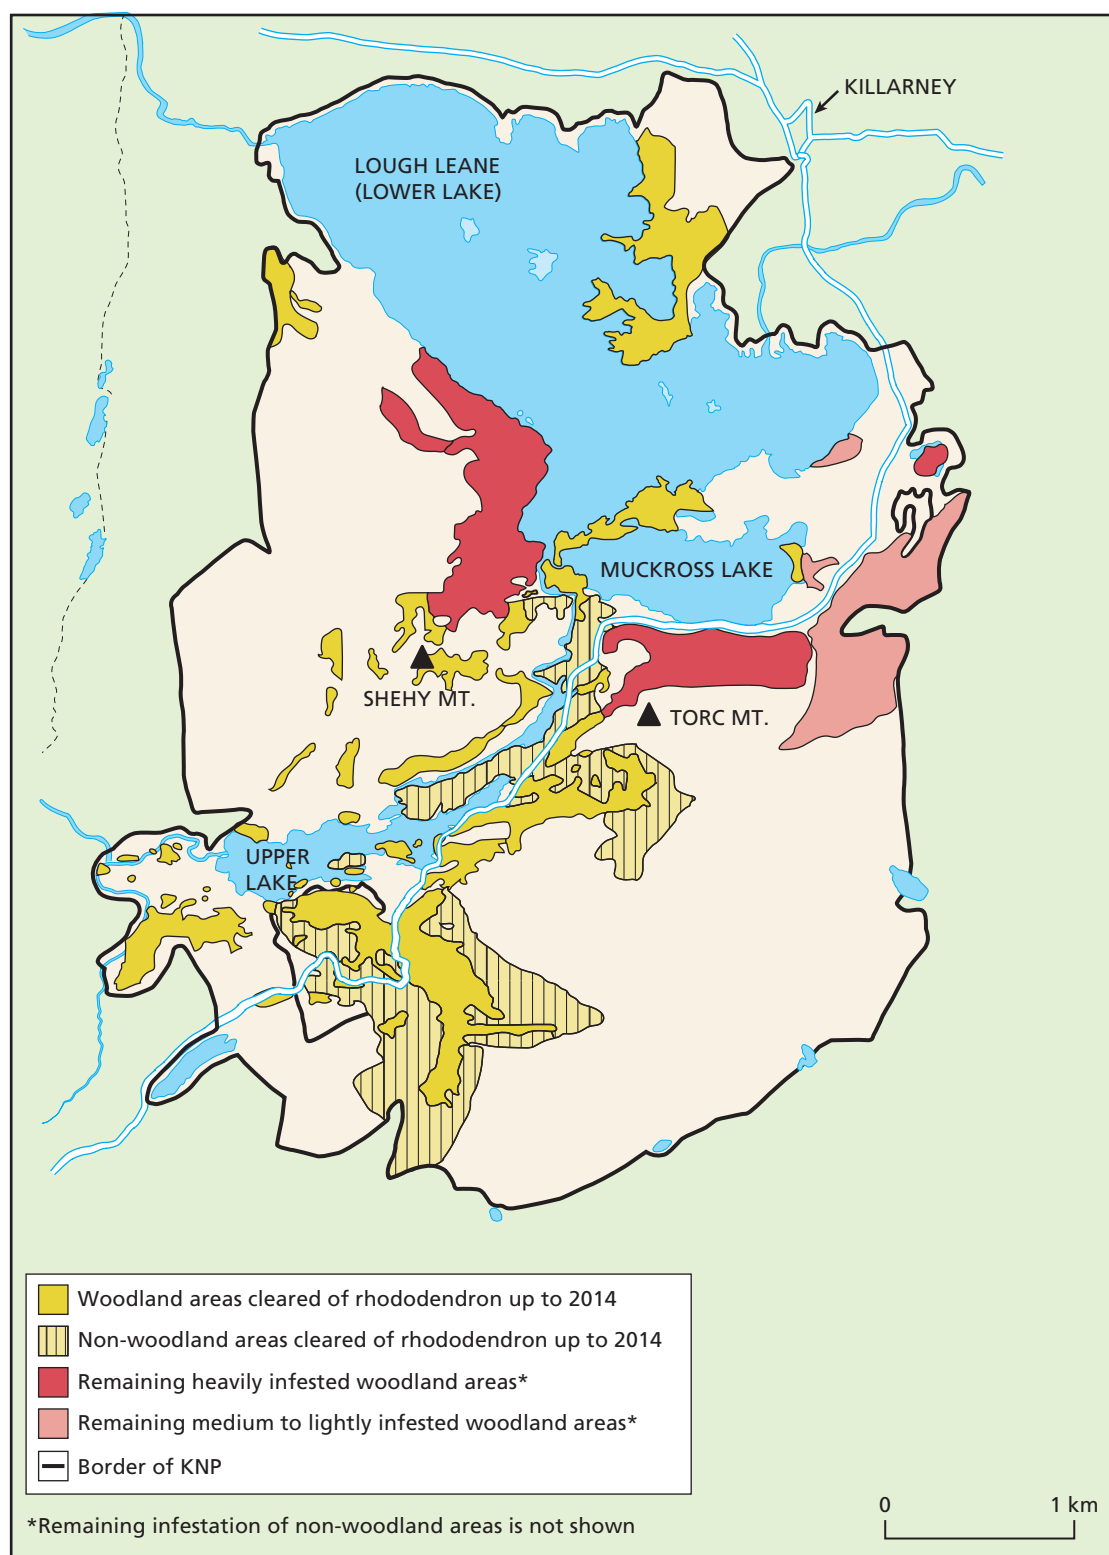 KILLARNEY
LOUGH LEANE
(LOWER LAKE)
MUCKROSS LAKE
SHEHY MT.
TORC MT.
UPPER
LAKE
Woodland areas cleared of rhododendron up to 2014
Non-woodland areas cleared of rhododendron up to 2014
Remaining heavily infested woodland areas*
Remaining medium to lightly infested woodland areas*
Border of KNP
0 1 km
*Remaining infestation of non-woodland areas is not shown